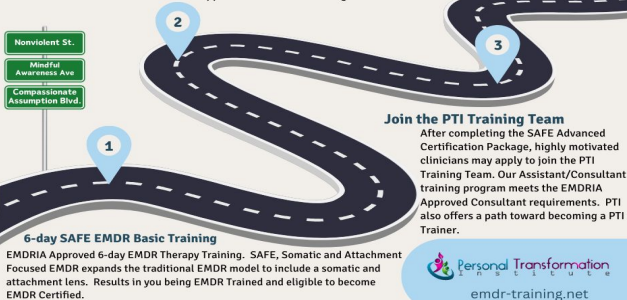 2
Nonviolent St.
Mindful
Awareness Ave
Compassionate
Assumption Blvd.
3
1
Join the PTI Training Team
After completing the SAFE Advanced
Certification Package, highly motivated
clinicians may apply to join the PTI
Training Team. Our Assistant/Consultant
training program meets the EMDRIA
Approved Consultant requirements. PTI
also offers a path toward becoming a PTI
Trainer.
6-day SAFE EMDR Basic Training
EMDRIA Approved 6-day EMDR Therapy Training. SAFE, Somatic and Attachment
Focused EMDR expands the traditional EMDR model to include a somatic and
attachment lens. Results in you being EMDR Trained and eligible to become
EMDR Certified.
Personal Transformation
Institute
emdr-training.net